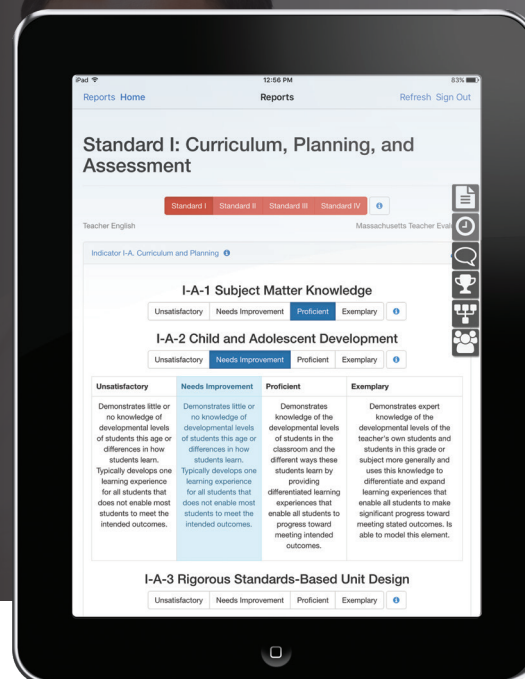 iPad
12:56 PM
83%
Reports Home
Reports
Refresh Sign Out
Standard I: Curriculum, Planning, and
Assessment
Standard I Standard II Standard III Standard IV
Teacher English
Massachusetts Teacher
Indicator I-A. Curriculum and Planning
I-A-1 Subject Matter Knowledge
Unsatisfactory Needs Improvement Proficient Exemplary
I-A-2 Child and Adolescent Development
Unsatisfactory Needs Improvement Proficient Exemplary
Unsatisfactory
Demonstrates little or
no knowledge of
developmental levels
of students this age or
differences in how
students learn.
Typically develops one
learning experience
for all students that
does not enable most
students to meet the
intended outcomes.
Needs Improvement
Demonstrates little or
no knowledge of
developmental levels
of students this age or
differences in how
students learn.
Typically develops one
learning experience
for all students that
does not enable most
students to meet the
intended outcomes.
Proficient
Demonstrates
knowledge of the
developmental levels
of students in the
classroom and the
different ways these
students learn by
providing
differentiated learning
experiences that
enable all students to
progress toward
meeting intended
outcomes.
Exemplary
Demonstrates expert
knowledge of the
developmental levels of the
teacher's own students and
students in this grade or
subject more generally and
uses this knowledge to
differentiate and expand
learning experiences that
enable all students to make
significant progress toward
meeting stated outcomes. Is
able to model this element.
I-A-3 Rigorous Standards-Based Unit Design
Unsatisfactory Needs Improvement Proficient Exemplary